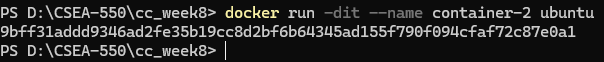 PS D:\CSEA-550\cc_week8> docker run -dit --name container-2 ubuntu
9bff31addd9346ad2fe35b19cc8d2bf6b64345ad155f790f094cfaf72c87e0a1
PS D:\CSEA-550\cc_week8>